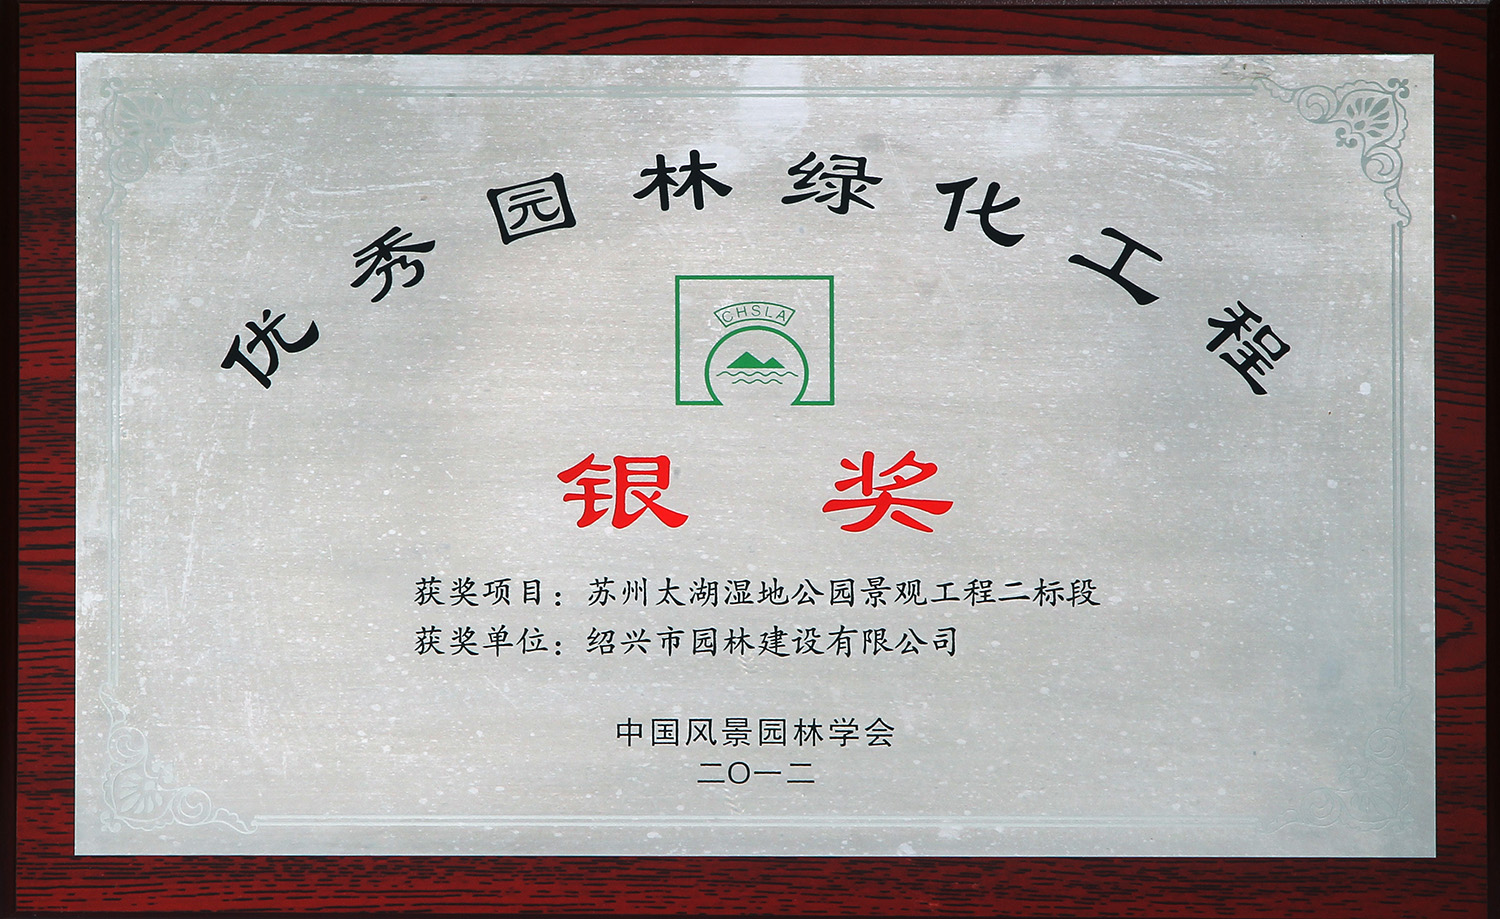 优秀园林绿化工程
CHSLA
银奖
获奖项目：苏州太湖湿地公园景观工程二标段
获奖单位：绍兴市园林建设有限公司
中国风景园林学会
二〇一二